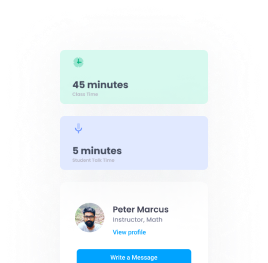 45 minutes
Class Time
5 minutes
Student Talk Time
Peter Marcus
Instructor, Math
View profile
Write a Message